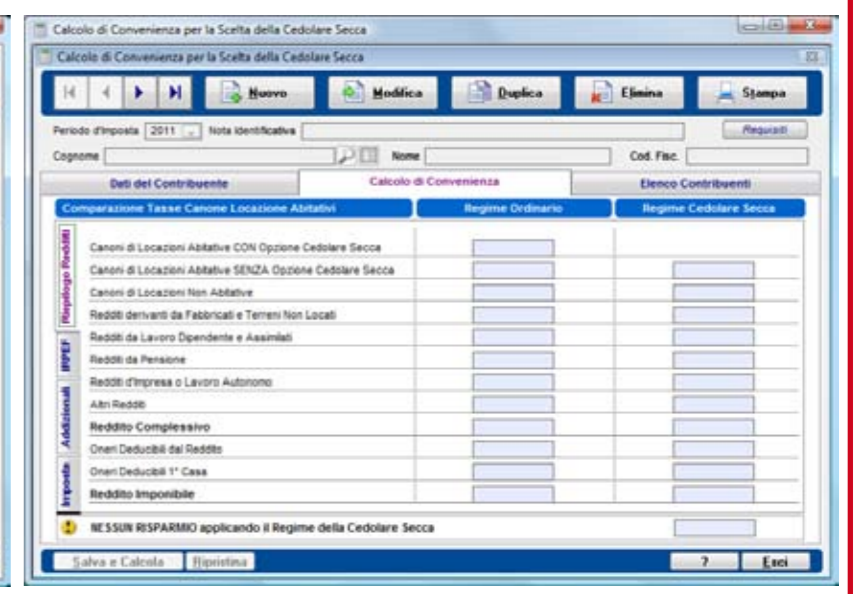 Calcolo di Convenienza per la Scelta della Cedolare Secca
Calcolo di Convenienza per la Scelta della Cedolare Secca
Nuovo Modifica Duplica Elimina Stampa
Periodo d'Imposta 2011 Nota Identificativa Requisiti
Cognome Nome Cod. Fisc.
Dati del Contribuente Calcolo di Convenienza Elenco Contribuenti
Comparazione Tasse Canone Locazione Abitativi Regime Ordinario Regime Cedolare Secca
Riepilogo Redditi
IRPEF
Addizionali
Imposta
Canoni di Locazioni Abitative CON Opzione Cedolare Secca
Canoni di Locazioni Abitative SENZA Opzione Cedolare Secca
Canoni di Locazioni Non Abitative
Redditi derivanti da Fabbricati e Terreni Non Locati
Redditi da Lavoro Dipendente e Assimilati
Redditi da Pensione
Redditi d'Impresa o Lavoro Autonomo
Altri Redditi
Reddito Complessivo
Oneri Deducibili dal Reddito
Oneri Deducibili 1° Casa
Reddito Imponibile
NESSUN RISPARMIO applicando il Regime della Cedolare Secca
Salva e Calcola Ripristina ? Esci